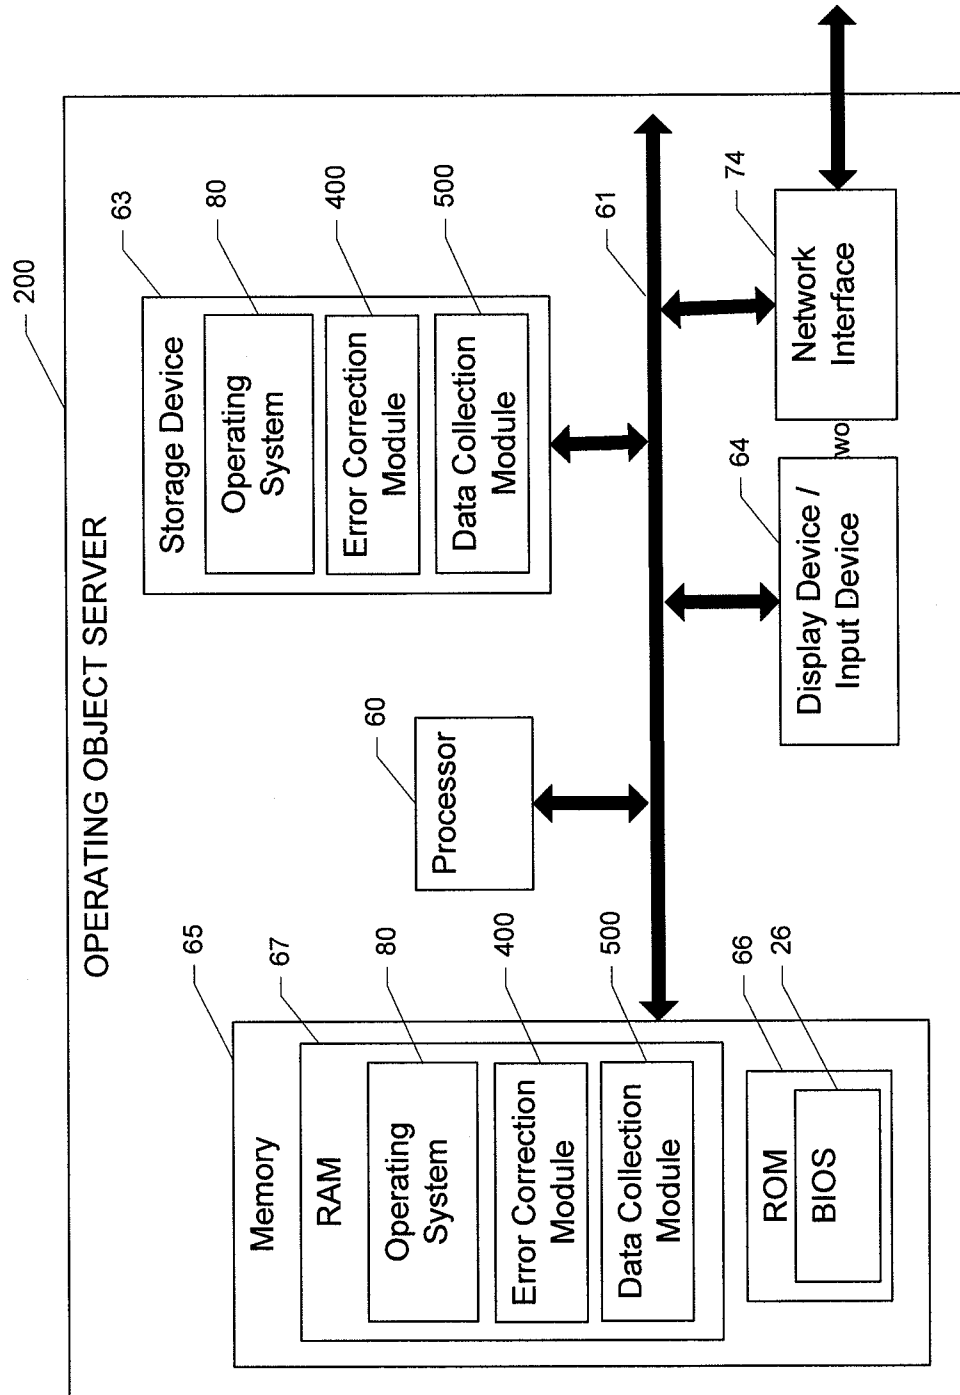 200
OPERATING OBJECT SERVER
65
Memory
67
RAM
80
Operating
System
400
Error Correction
Module
500
Data Collection
Module
66
ROM
26
BIOS
60
Processor
63
Storage Device
80
Operating
System
400
Error Correction
Module
500
Data Collection
Module
61
64
Display Device /
Input Device
wo
74
Network
Interface